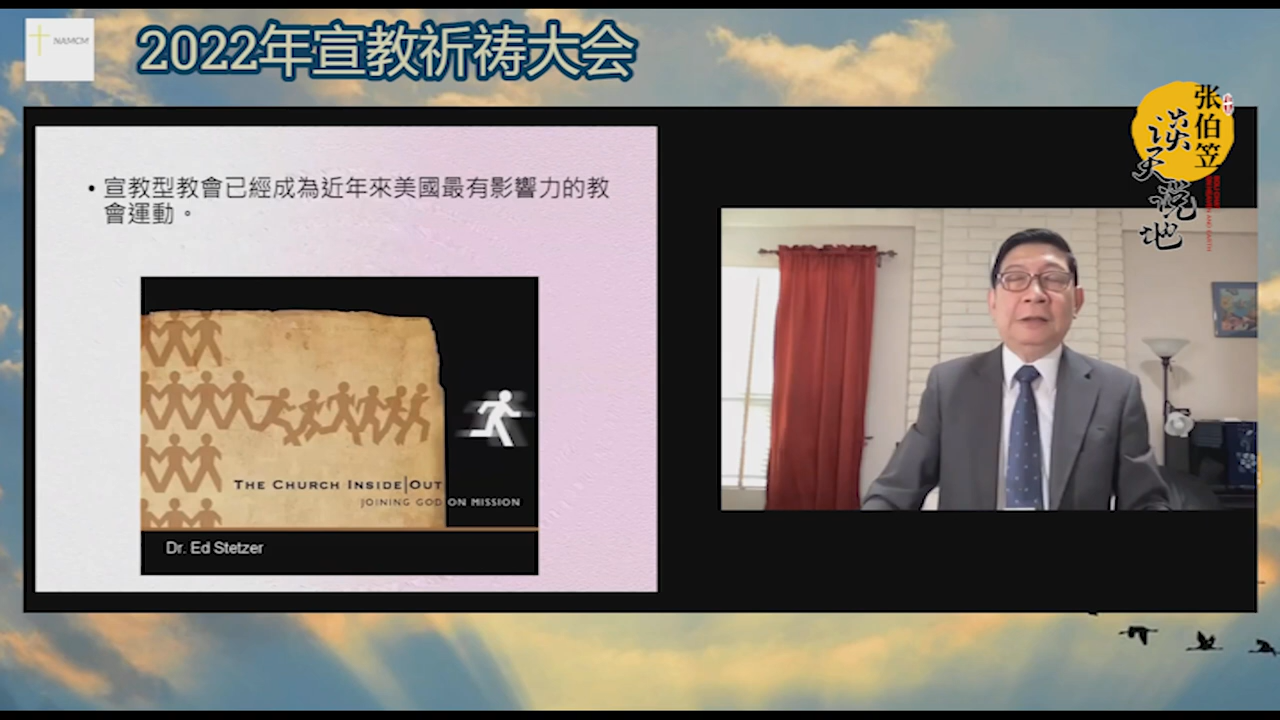 NAMCM
2022年宣教祈祷大会
张伯笠
谈天说地
• 宣教型教會已經成為近年來美國最有影響力的教
會運動。
THE CHURCH INSIDE|OUT
JOINING GOD ON MISSION
Dr. Ed Stetzer